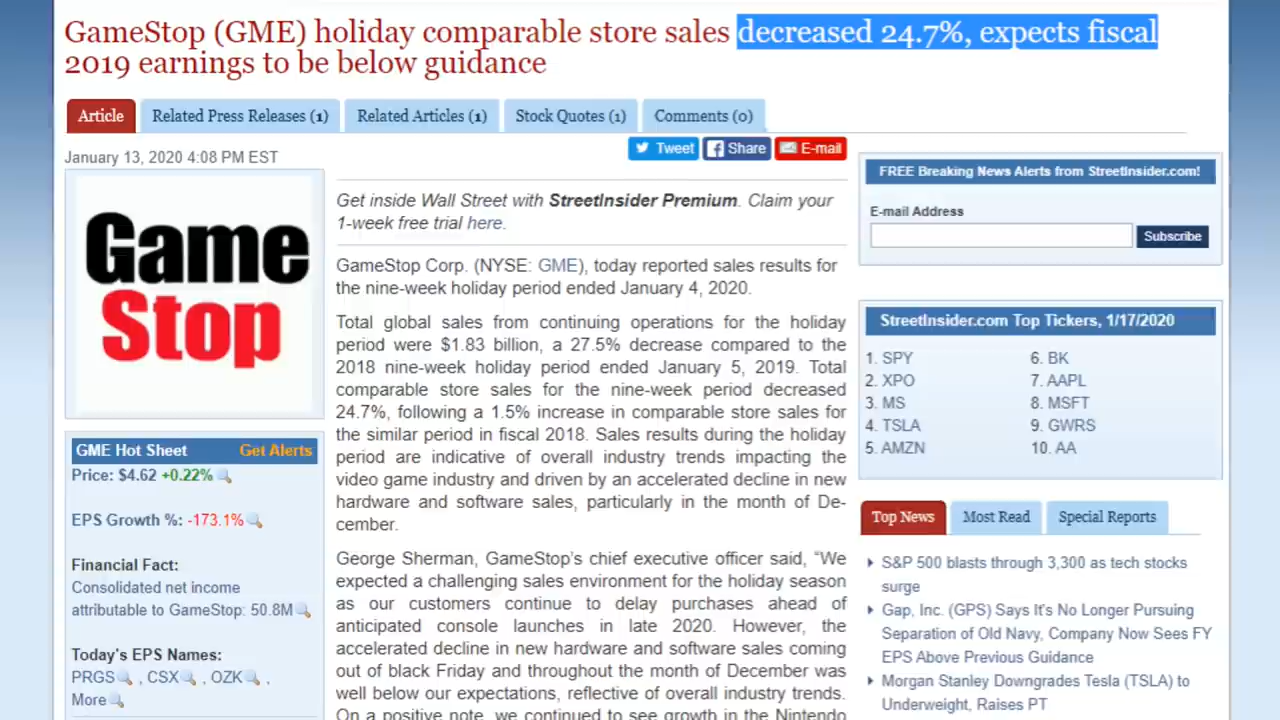 GameStop (GME) holiday comparable store sales decreased 24.7%, expects fiscal
2019 earnings to be below guidance
Article
Related Press Releases (1)
Related Articles (1)
Stock Quotes (1)
Comments (0)
January 13, 2020 4:08 PM EST
Tweet
Share
E-mail
Game
Stop
GME Hot Sheet
Get Alerts
Price: $4.62 +0.22%
EPS Growth %: -173.1%
Financial Fact:
Consolidated net income
attributable to GameStop: 50.8M
Today's EPS Names:
PRGS , CSX , OZK ,
More
Get inside Wall Street with StreetInsider Premium. Claim your
1-week free trial here.
GameStop Corp. (NYSE: GME), today reported sales results for
the nine-week holiday period ended January 4, 2020.
Total global sales from continuing operations for the holiday
period were $1.83 billion, a 27.5% decrease compared to the
2018 nine-week holiday period ended January 5, 2019. Total
comparable store sales for the nine-week period decreased
24.7%, following a 1.5% increase in comparable store sales for
the similar period in fiscal 2018. Sales results during the holiday
period are indicative of overall industry trends impacting the
video game industry and driven by an accelerated decline in new
hardware and software sales, particularly in the month of De-
cember.
George Sherman, GameStop's chief executive officer said, “We
expected a challenging sales environment for the holiday season
as our customers continue to delay purchases ahead of
anticipated console launches in late 2020. However, the
accelerated decline in new hardware and software sales coming
out of black Friday and throughout the month of December was
well below our expectations, reflective of overall industry trends.
On a positive note, we continued to see growth in the Nintendo
FREE Breaking News Alerts from StreetInsider.com!
E-mail Address
Subscribe
StreetInsider.com Top Tickers, 1/17/2020
1. SPY
2. XPO
3. MS
4. TSLA
5. AMZN
6. BK
7. AAPL
8. MSFT
9. GWRS
10. AA
Top News
Most Read
Special Reports
S&P 500 blasts through 3,300 as tech stocks
surge
Gap, Inc. (GPS) Says It's No Longer Pursuing
Separation of Old Navy, Company Now Sees FY
EPS Above Previous Guidance
Morgan Stanley Downgrades Tesla (TSLA) to
Underweight, Raises PT